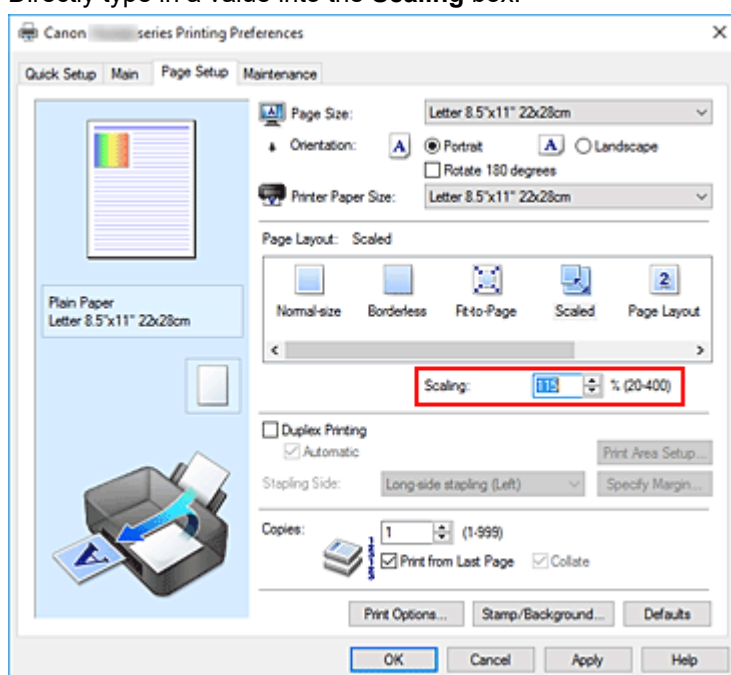 Directly type in a value into the Scaling box.
Canon series Printing Preferences
Quick Setup Main Page Setup Maintenance
Page Size: Letter 8.5"x11" 22x28cm
Orientation: A Portrait A Landscape
Rotate 180 degrees
Printer Paper Size: Letter 8.5"x11" 22x28cm
Page Layout: Scaled
Normal-size Borderless Fit-to-Page Scaled 2 Page Layout
Plain Paper
Letter 8.5"x11" 22x28cm
Scaling: 115 % (20-400)
Duplex Printing
Automatic Print Area Setup...
Stapling Side: Long-side stapling (Left) Specify Margin...
Copies: 1 (1-999)
Print from Last Page Collate
A
Print Options... Stamp/Background... Defaults
OK Cancel Apply Help